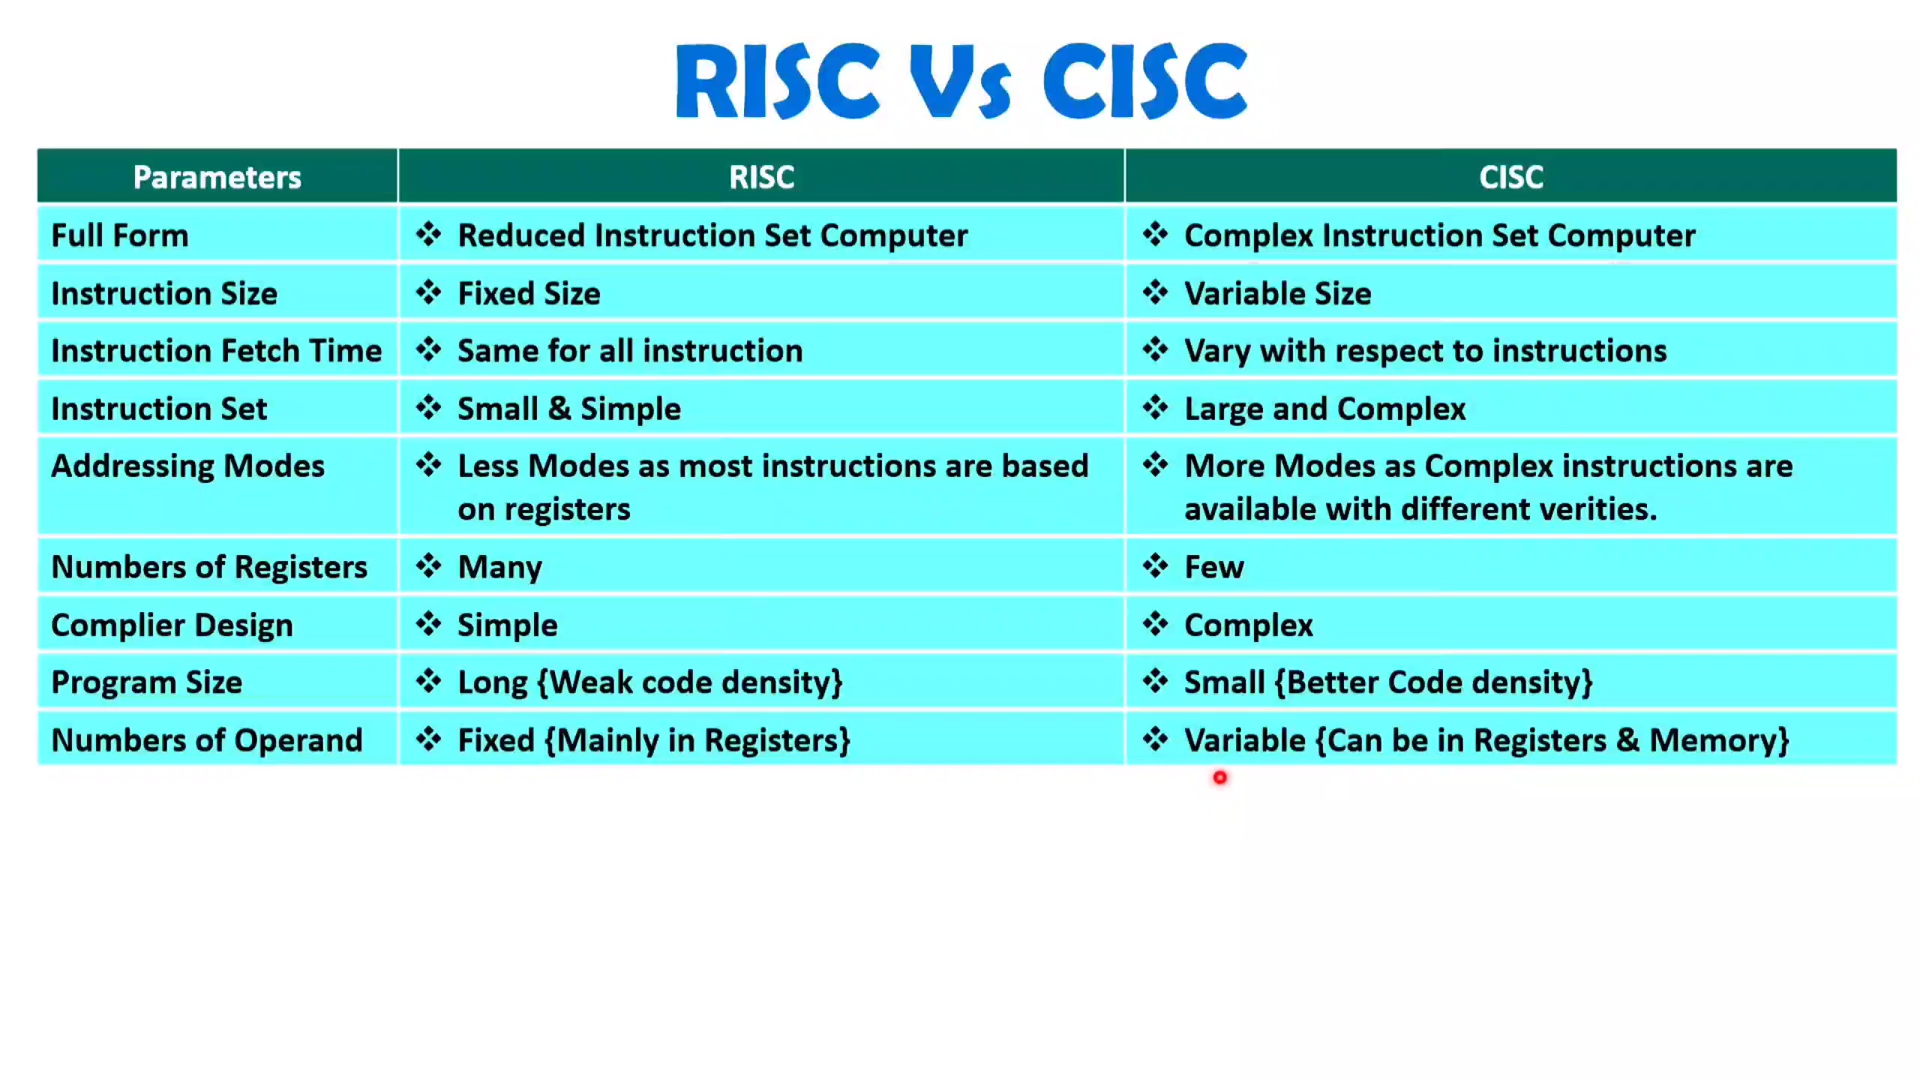 RISC Vs CISC
Parameters RISC CISC
Full Form ❖ Reduced Instruction Set Computer ❖ Complex Instruction Set Computer
Instruction Size ❖ Fixed Size ❖ Variable Size
Instruction Fetch Time ❖ Same for all instruction ❖ Vary with respect to instructions
Instruction Set ❖ Small & Simple ❖ Large and Complex
Addressing Modes ❖ Less Modes as most instructions are based ❖ More Modes as Complex instructions are
on registers available with different verities.
Numbers of Registers ❖ Many ❖ Few
Complier Design ❖ Simple ❖ Complex
Program Size ❖ Long {Weak code density} ❖ Small {Better Code density}
Numbers of Operand ❖ Fixed {Mainly in Registers} ❖ Variable {Can be in Registers & Memory}